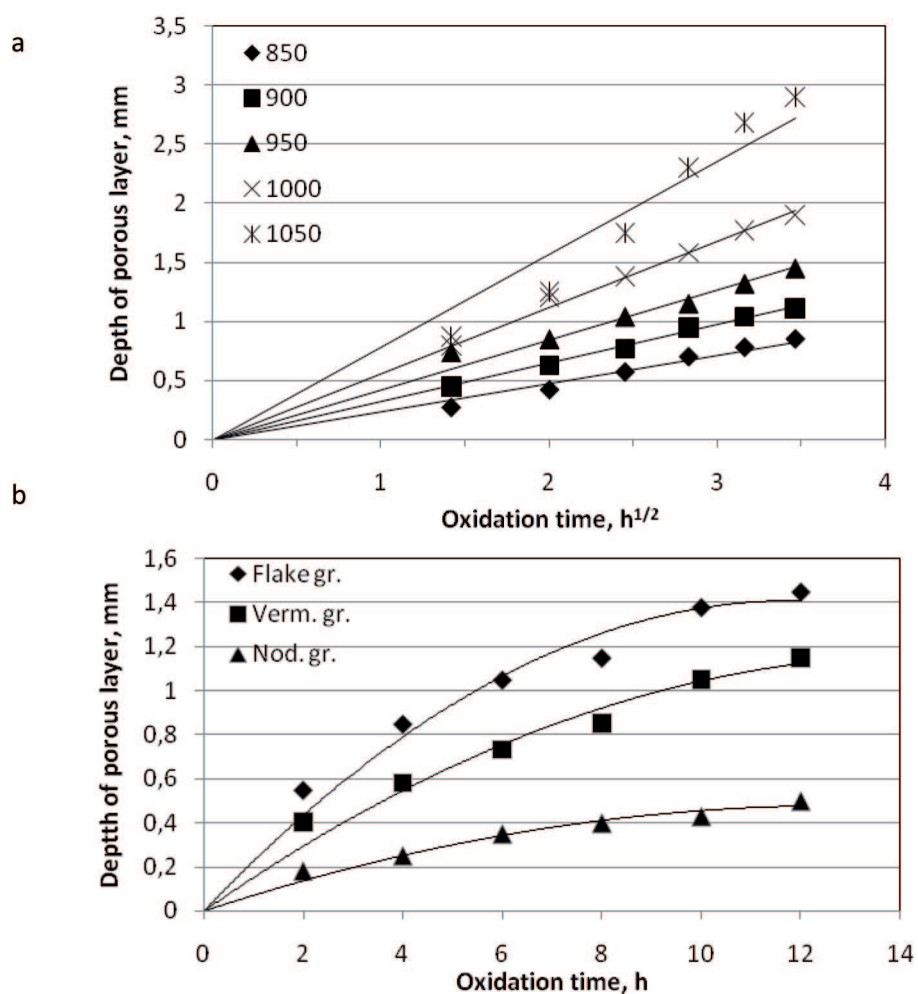 a
Depth of porous layer, mm
3,5
3
2,5
2
1,5
1
0,5
0
850
900
950
1000
1050
0 1 2 3 4
Oxidation time, h1/2
b
Deptth of porous layer, mm
1,6
1,4
1,2
1
0,8
0,6
0,4
0,2
0
Flake gr.
Verm. gr.
Nod. gr.
0 2 4 6 8 10 12 14
Oxidation time, h